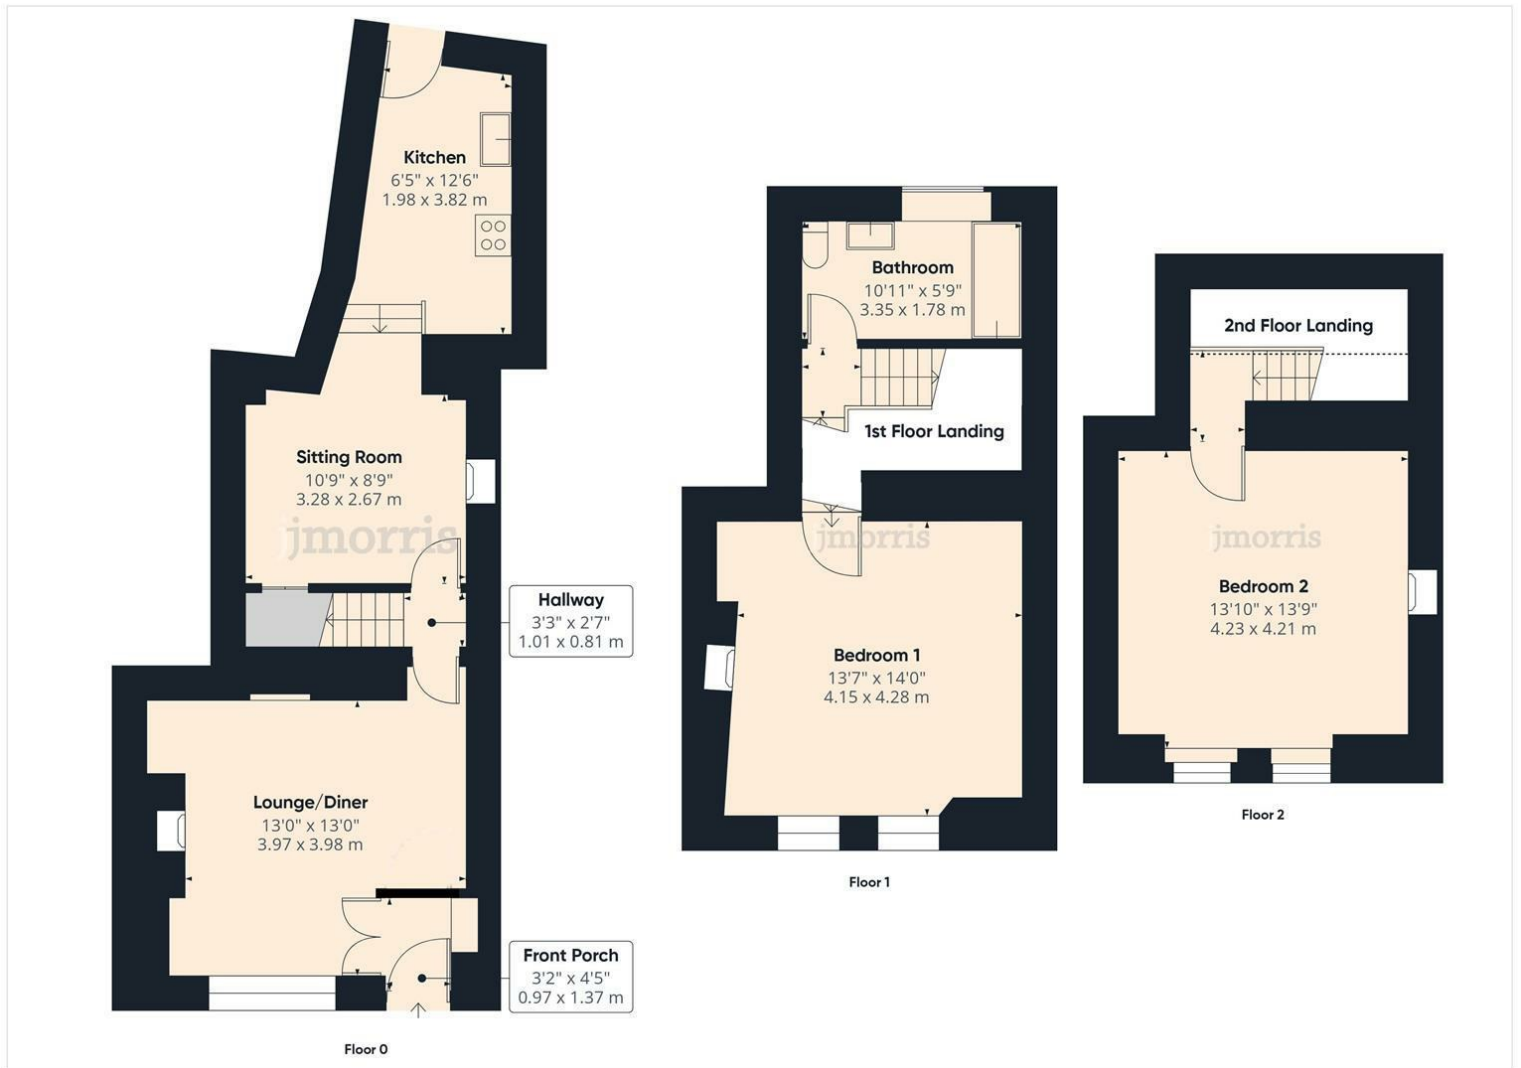 Kitchen
6'5" x 12'6"
1.98 x 3.82 m
Sitting Room
10'9" x 8'9"
3.28 x 2.67 m
jmorris
Hallway
3'3" x 2'7"
1.01 x 0.81 m
Lounge/Diner
13'0" x 13'0"
3.97 x 3.98 m
Front Porch
3'2" x 4'5"
0.97 x 1.37 m
Floor 0
Bathroom
10'11" x 5'9"
3.35 x 1.78 m
1st Floor Landing
jmorris
Bedroom 1
13'7" x 14'0"
4.15 x 4.28 m
Floor 1
2nd Floor Landing
jmorris
Bedroom 2
13'10" x 13'9"
4.23 x 4.21 m
Floor 2